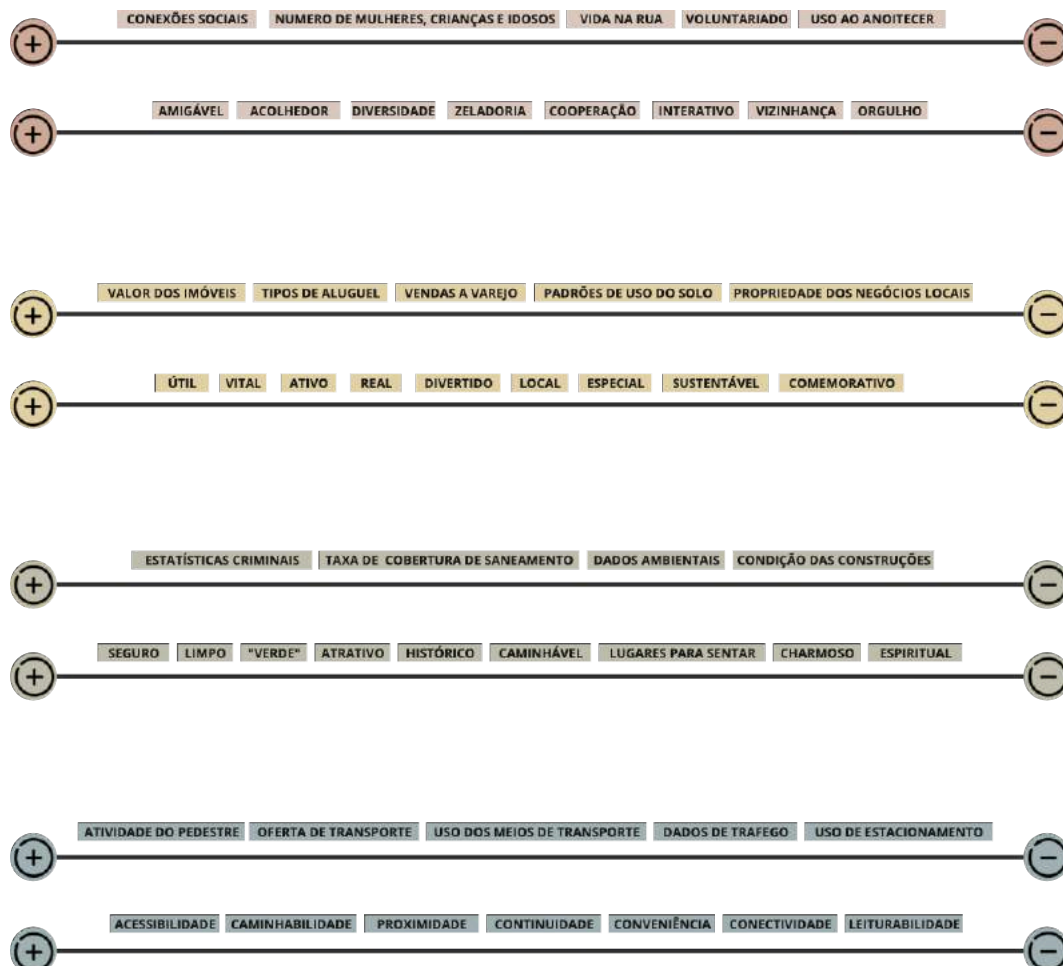 CONEXÕES SOCIAIS NUMERO DE MULHERES, CRIANÇAS E IDOSOS VIDA NA RUA VOLUNTARIADO USO AO ANOITECER
+ −
AMIGÁVEL ACOLHEDOR DIVERSIDADE ZELADORIA COOPERAÇÃO INTERATIVO VIZINHANÇA ORGULHO
+ −
VALOR DOS IMÓVEIS TIPOS DE ALUGUEL VENDAS A VAREJO PADRÕES DE USO DO SOLO PROPRIEDADE DOS NEGÓCIOS LOCAIS
+ −
ÚTIL VITAL ATIVO REAL DIVERTIDO LOCAL ESPECIAL SUSTENTÁVEL COMEMORATIVO
+ −
ESTATÍSTICAS CRIMINAIS TAXA DE COBERTURA DE SANEAMENTO DADOS AMBIENTAIS CONDIÇÃO DAS CONSTRUÇÕES
+ −
SEGURO LIMPO "VERDE" ATRATIVO HISTÓRICO CAMINHÁVEL LUGARES PARA SENTAR CHARMOSO ESPIRITUAL
+ −
ATIVIDADE DO PEDESTRE OFERTA DE TRANSPORTE USO DOS MEIOS DE TRANSPORTE DADOS DE TRAFEGO USO DE ESTACIONAMENTO
+ −
ACESSIBILIDADE CAMINHABILIDADE PROXIMIDADE CONTINUIDADE CONVENIÊNCIA CONECTIVIDADE LEITURABILIDADE
+ −